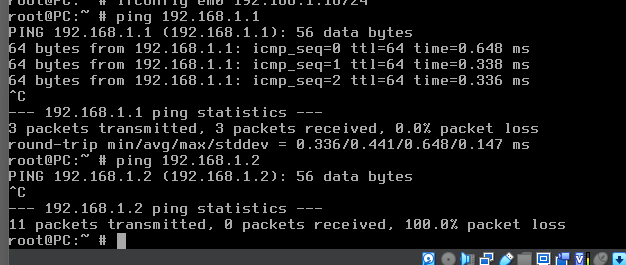 root@PC:~ # ifconfig em0 192.168.1.10/24
root@PC:~ # ping 192.168.1.1
PING 192.168.1.1 (192.168.1.1): 56 data bytes
64 bytes from 192.168.1.1: icmp_seq=0 ttl=64 time=0.648 ms
64 bytes from 192.168.1.1: icmp_seq=1 ttl=64 time=0.338 ms
64 bytes from 192.168.1.1: icmp_seq=2 ttl=64 time=0.336 ms
^C
--- 192.168.1.1 ping statistics ---
3 packets transmitted, 3 packets received, 0.0% packet loss
round-trip min/avg/max/stddev = 0.336/0.441/0.648/0.147 ms
root@PC:~ # ping 192.168.1.2
PING 192.168.1.2 (192.168.1.2): 56 data bytes
^C
--- 192.168.1.2 ping statistics ---
11 packets transmitted, 0 packets received, 100.0% packet loss
root@PC:~ #